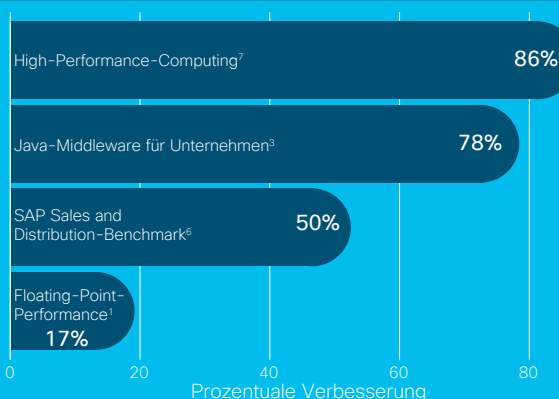 High-Performance-Computing⁷
86%
Java-Middleware für Unternehmen³
78%
SAP Sales and
Distribution-Benchmark⁶
50%
Floating-Point-
Performance¹
17%
0 20 40 60 80
Prozentuale Verbesserung